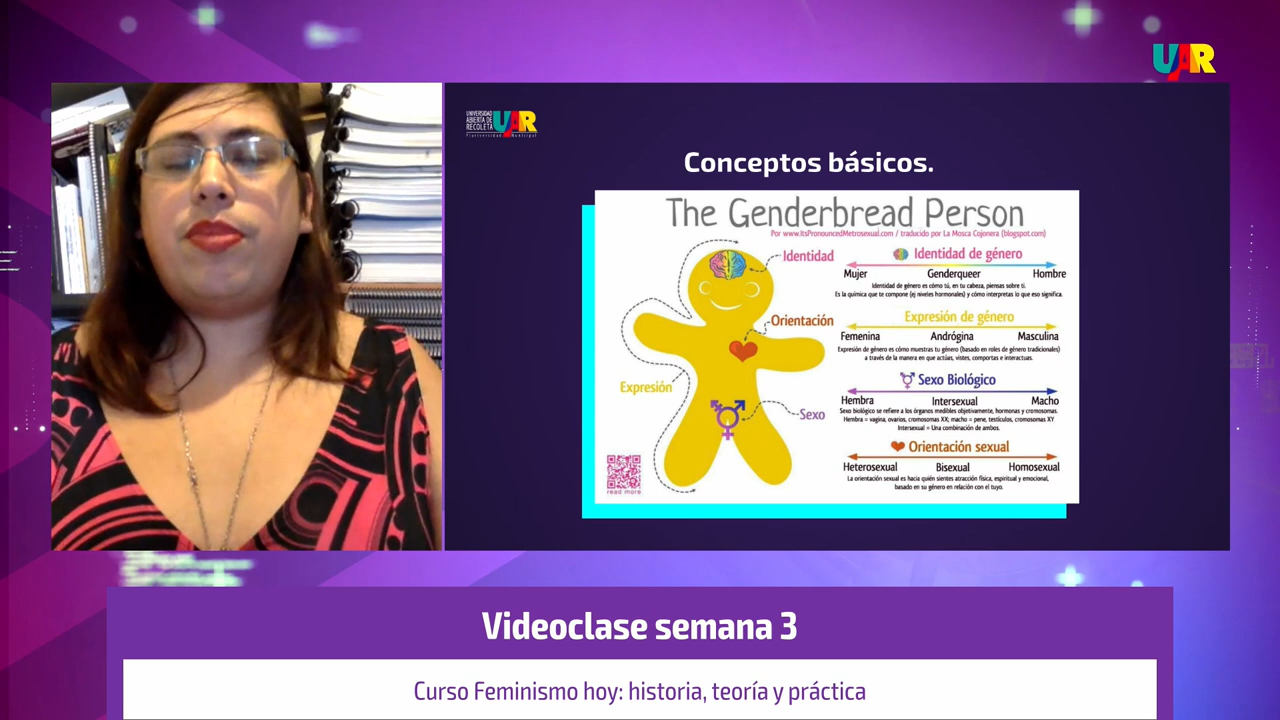 UAR
UNIVERSIDAD
ABIERTA DE
RECOLETA
UAR
Pluriversidad Municipal
Conceptos básicos.
The Genderbread Person
Por www.ItsPronouncedMetrosexual.com / traducido por La Mosca Cojonera (blogspot.com)
Identidad
Orientación
Expresión
Sexo
read more
Identidad de género
Mujer Genderqueer Hombre
Identidad de género es cómo tú, en tu cabeza, piensas sobre ti.
Es la química que te compone (ej niveles hormonales) y cómo interpretas lo que eso significa.
Expresión de género
Femenina Andrógina Masculina
Expresión de género es cómo muestras tu género (basado en roles de género tradicionales)
a través de la manera en que actúas, vistes, comportas e interactuas.
Sexo Biológico
Hembra Intersexual Macho
Sexo biológico se refiere a los órganos medibles objetivamente, hormonas y cromosomas.
Hembra = vagina, ovarios, cromosomas XX; macho = pene, testículos, cromosomas XY
Intersexual = Una combinación de ambos.
Orientación sexual
Heterosexual Bisexual Homosexual
La orientación sexual es hacia quién sientes atracción física, espiritual y emocional,
basado en su género en relación con el tuyo.
Videoclase semana 3
Curso Feminismo hoy: historia, teoría y práctica